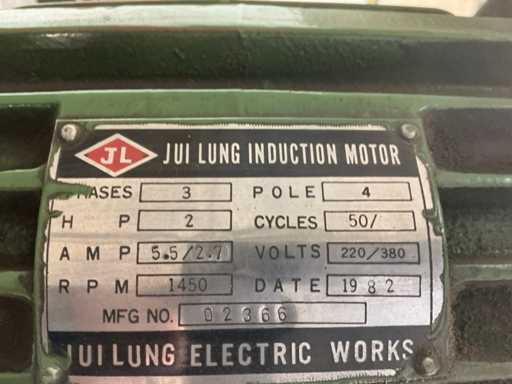 JL JUI LUNG INDUCTION MOTOR
PHASES 3 POLE 4
H P 2 CYCLES 50/
A M P 5.5/2.7 VOLTS 220/380
R P M 1450 DATE 1982
MFG NO. 02366
JUI LUNG ELECTRIC WORKS